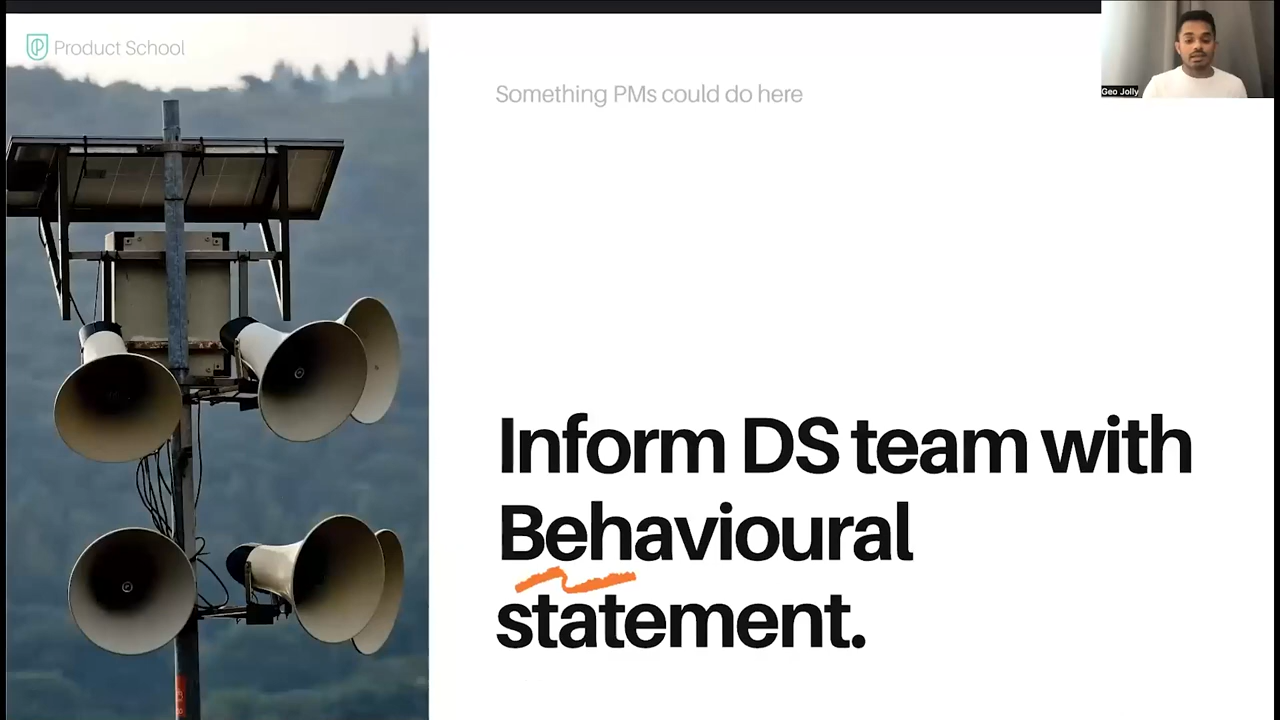 Product School
Something PMs could do here
Geo Jolly
Inform DS team with
Behavioural
statement.